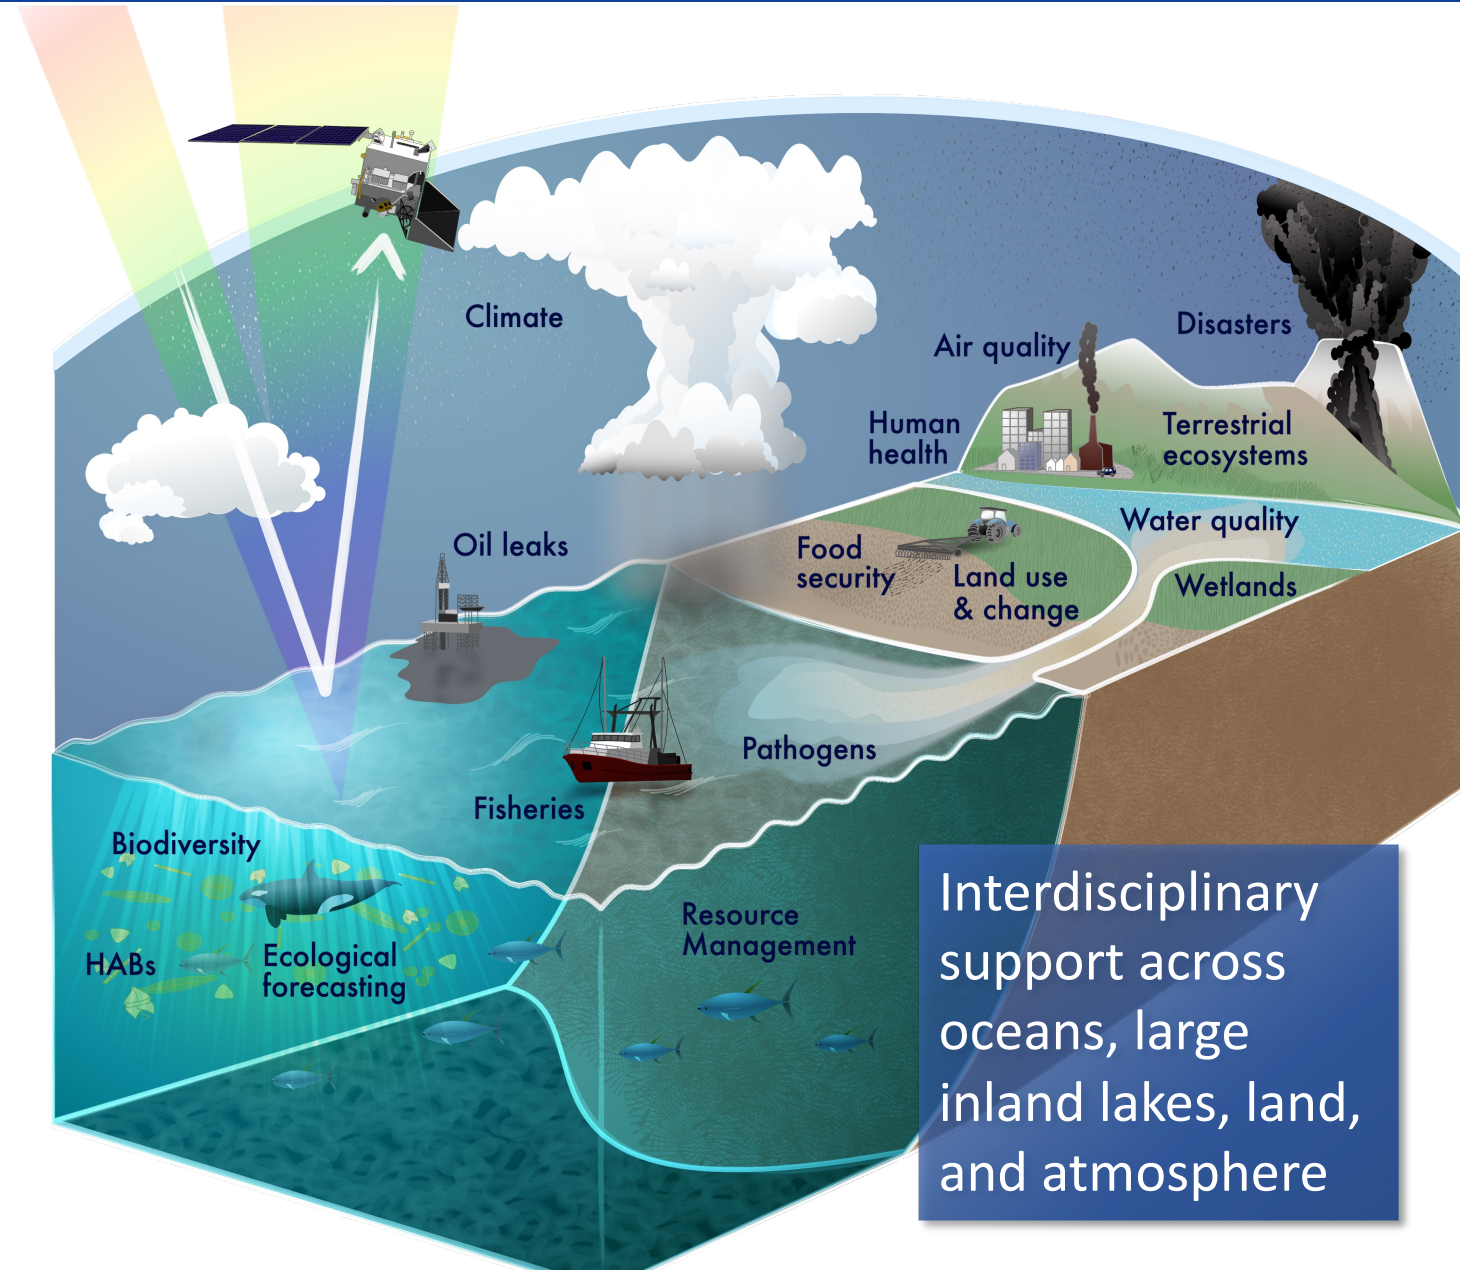 Climate
Disasters
Air quality
Human
health
Terrestrial
ecosystems
Water quality
Oil leaks
Food
security
Land use
& change
Wetlands
Pathogens
Fisheries
Biodiversity
HABs
Ecological
forecasting
Resource
Management
Interdisciplinary
support across
oceans, large
inland lakes, land,
and atmosphere